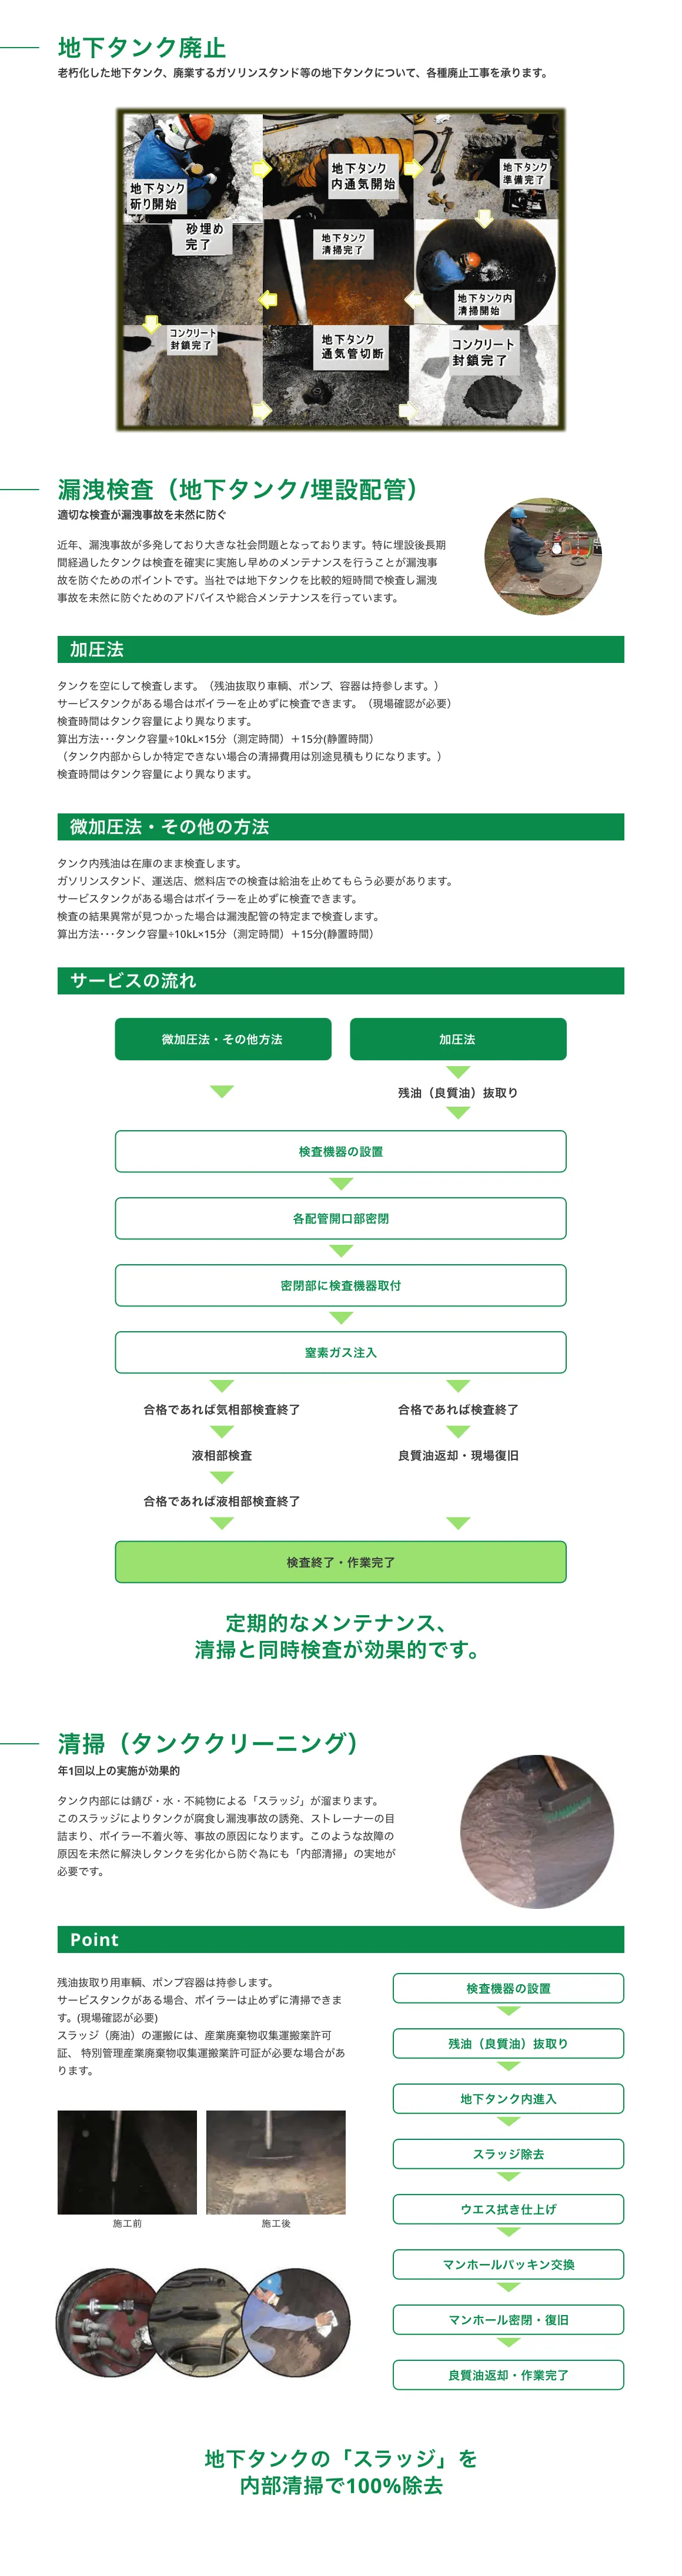 地下タンク廃止
老朽化した地下タンク、廃業するガソリンスタンド等の地下タンクについて、各種廃止工事を承ります。
地下タンク
斫り開始
地下タンク
内通気開始
地下タンク
準備完了
地下タンク内
清掃開始
地下タンク
清掃完了
砂埋め
完了
コンクリート
封鎖完了
地下タンク
通気管切断
コンクリート
封鎖完了
漏洩検査（地下タンク/埋設配管）
適切な検査が漏洩事故を未然に防ぐ
近年、漏洩事故が多発しており大きな社会問題となっております。特に埋設後長期
間経過したタンクは検査を確実に実施し早めのメンテナンスを行うことが漏洩事
故を防ぐためのポイントです。当社では地下タンクを比較的短時間で検査し漏洩
事故を未然に防ぐためのアドバイスや総合メンテナンスを行っています。
加圧法
タンクを空にして検査します。（残油抜取り車輌、ポンプ、容器は持参します。）
サービスタンクがある場合はボイラーを止めずに検査できます。（現場確認が必要）
検査時間はタンク容量により異なります。
算出方法･･･タンク容量÷10kL×15分（測定時間）＋15分(静置時間）
（タンク内部からしか特定できない場合の清掃費用は別途見積もりになります。）
検査時間はタンク容量により異なります。
微加圧法・その他の方法
タンク内残油は在庫のまま検査します。
ガソリンスタンド、運送店、燃料店での検査は給油を止めてもらう必要があります。
サービスタンクがある場合はボイラーを止めずに検査できます。
検査の結果異常が見つかった場合は漏洩配管の特定まで検査します。
算出方法･･･タンク容量÷10kL×15分（測定時間）＋15分(静置時間）
サービスの流れ
微加圧法・その他方法
加圧法
残油（良質油）抜取り
検査機器の設置
各配管開口部密閉
密閉部に検査機器取付
窒素ガス注入
合格であれば気相部検査終了
合格であれば検査終了
液相部検査
良質油返却・現場復旧
合格であれば液相部検査終了
検査終了・作業完了
定期的なメンテナンス、
清掃と同時検査が効果的です。
清掃（タンククリーニング）
年1回以上の実施が効果的
タンク内部には錆び・水・不純物による「スラッジ」が溜まります。
このスラッジによりタンクが腐食し漏洩事故の誘発、ストレーナーの目
詰まり、ボイラー不着火等、事故の原因になります。このような故障の
原因を未然に解決しタンクを劣化から防ぐ為にも「内部清掃」の実地が
必要です。
Point
残油抜取り用車輌、ポンプ容器は持参します。
サービスタンクがある場合、ボイラーは止めずに清掃できま
す。(現場確認が必要)
スラッジ（廃油）の運搬には、産業廃棄物収集運搬業許可
証、 特別管理産業廃棄物収集運搬業許可証が必要な場合があ
ります。
施工前
施工後
検査機器の設置
残油（良質油）抜取り
地下タンク内進入
スラッジ除去
ウエス拭き仕上げ
マンホールパッキン交換
マンホール密閉・復旧
良質油返却・作業完了
地下タンクの「スラッジ」を
内部清掃で100%除去